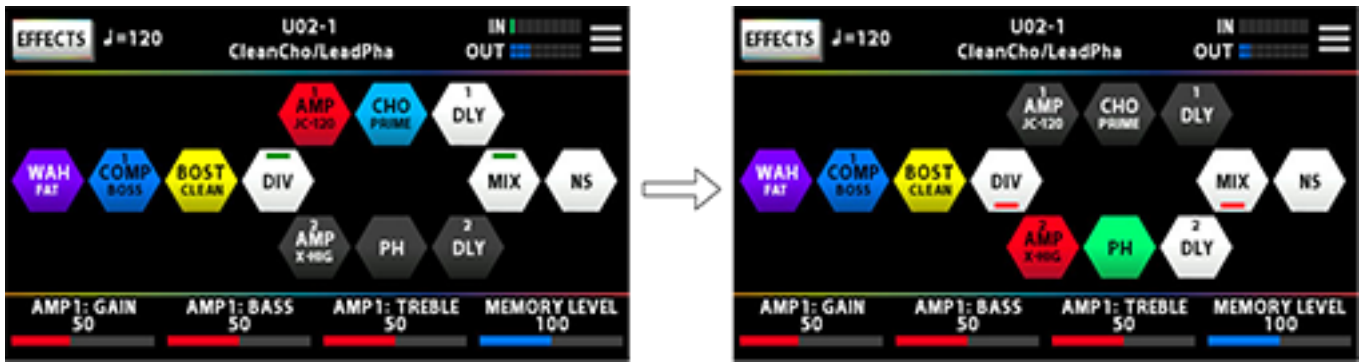 EFFECTS ♩=120 U02-1 IN
CleanCho/LeadPha OUT
1 AMP JC-120 CHO PRIME 1 DLY
WAH FAT 1 COMP BOSS BOST CLEAN DIV MIX NS
2 AMP X-HIG PH 2 DLY
AMP1: GAIN AMP1: BASS AMP1: TREBLE MEMORY LEVEL
50 50 50 100
EFFECTS ♩=120 U02-1 IN
CleanCho/LeadPha OUT
1 AMP JC-120 CHO PRIME 1 DLY
WAH FAT 1 COMP BOSS BOST CLEAN DIV MIX NS
2 AMP X-HIG PH 2 DLY
AMP1: GAIN AMP1: BASS AMP1: TREBLE MEMORY LEVEL
50 50 50 100